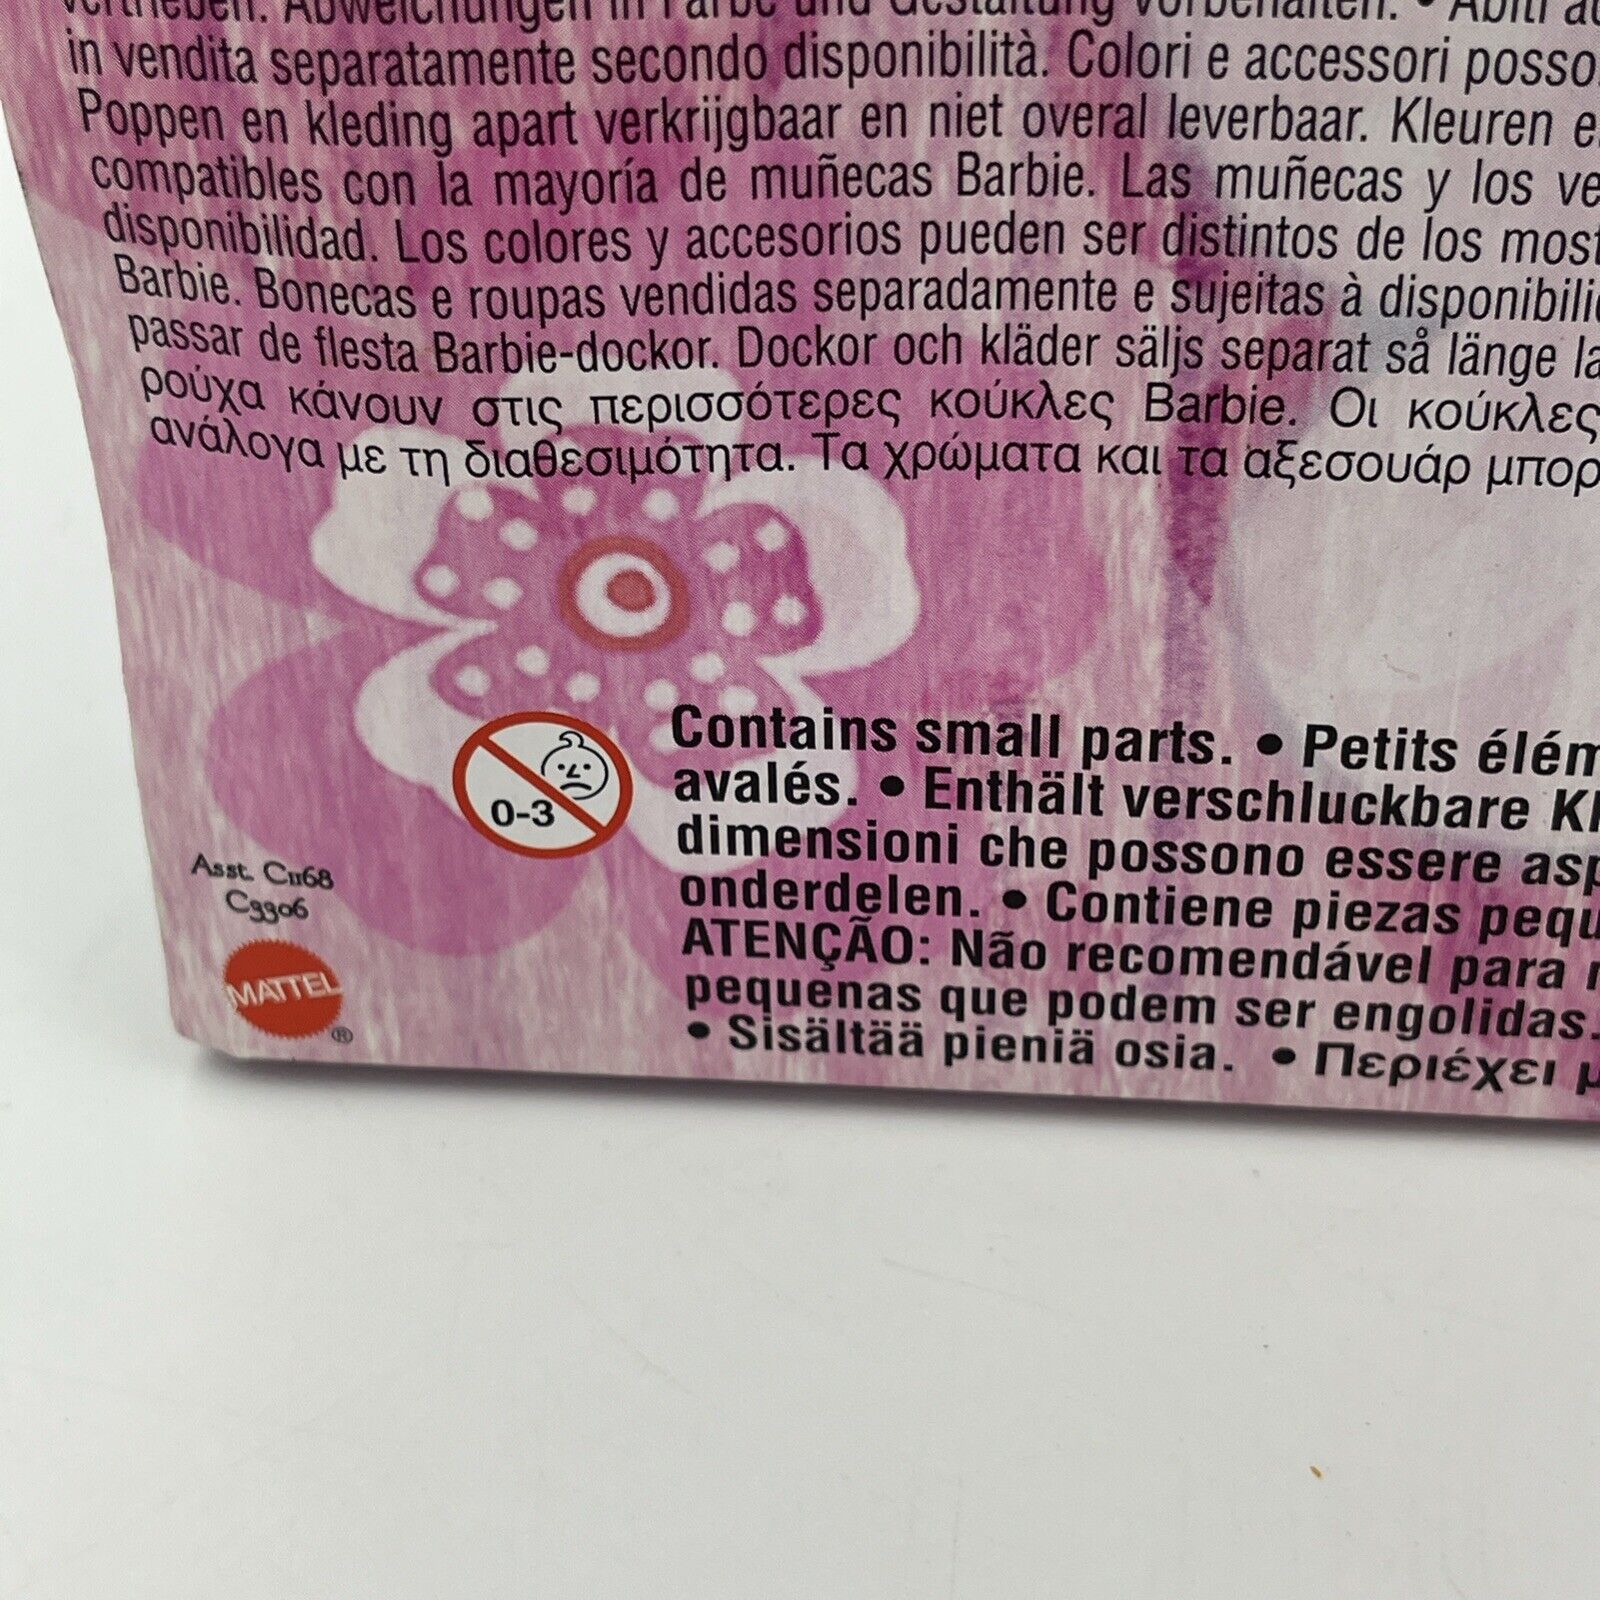 vertrieben. Abweichungen in Farbe und Gestaltung vorbehalten. • Abiti
in vendita separatamente secondo disponibilità. Colori e accessori
Poppen en kleding apart verkrijgbaar en niet overal leverbaar. Kleuren
compatibles con la mayoría de muñecas Barbie. Las muñecas y los ve
disponibilidad. Los colores y accesorios pueden ser distintos de los most
Barbie. Bonecas e roupas vendidas separadamente e sujeitas à disponibili
passar de flesta Barbie-dockor. Dockor och kläder säljs separat så länge la
ρούχα κάνουν στις περισσότερες κούκλες Barbie. Οι κούκλες
ανάλογα με τη διαθεσιμότητα. Τα χρώματα και τα αξεσουάρ μπορ
Contains small parts. • Petits élém
avalés. • Enthält verschluckbare Kl
dimensioni che possono essere asp
onderdelen. • Contiene piezas pequ
ATENÇÃO: Não recomendável para
pequenas que podem ser engolidas.
• Sisältää pieniä osia. • Περιέχει μ
0-3
Asst. C1168
C3306
MATTEL
®